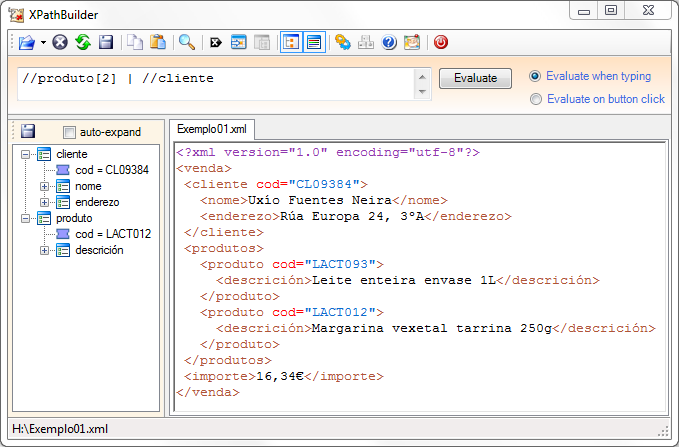 XPathBuilder
//produto[2] | //cliente
Evaluate
Evaluate when typing
Evaluate on button click
auto-expand
cliente
cod = CL09384
nome
enderezo
produto
cod = LACT012
descrición
Exemplo01.xml
<?xml version="1.0" encoding="utf-8"?>
<venda>
<cliente cod="CL09384">
<nome>Uxío Fuentes Neira</nome>
<enderezo>Rúa Europa 24, 3ºA</enderezo>
</cliente>
<produtos>
<produto cod="LACT093">
<descrición>Leite enteira envase 1L</descrición>
</produto>
<produto cod="LACT012">
<descrición>Margarina vexetal tarrina 250g</descrición>
</produto>
</produtos>
<importe>16,34€</importe>
</venda>
H:\Exemplo01.xml